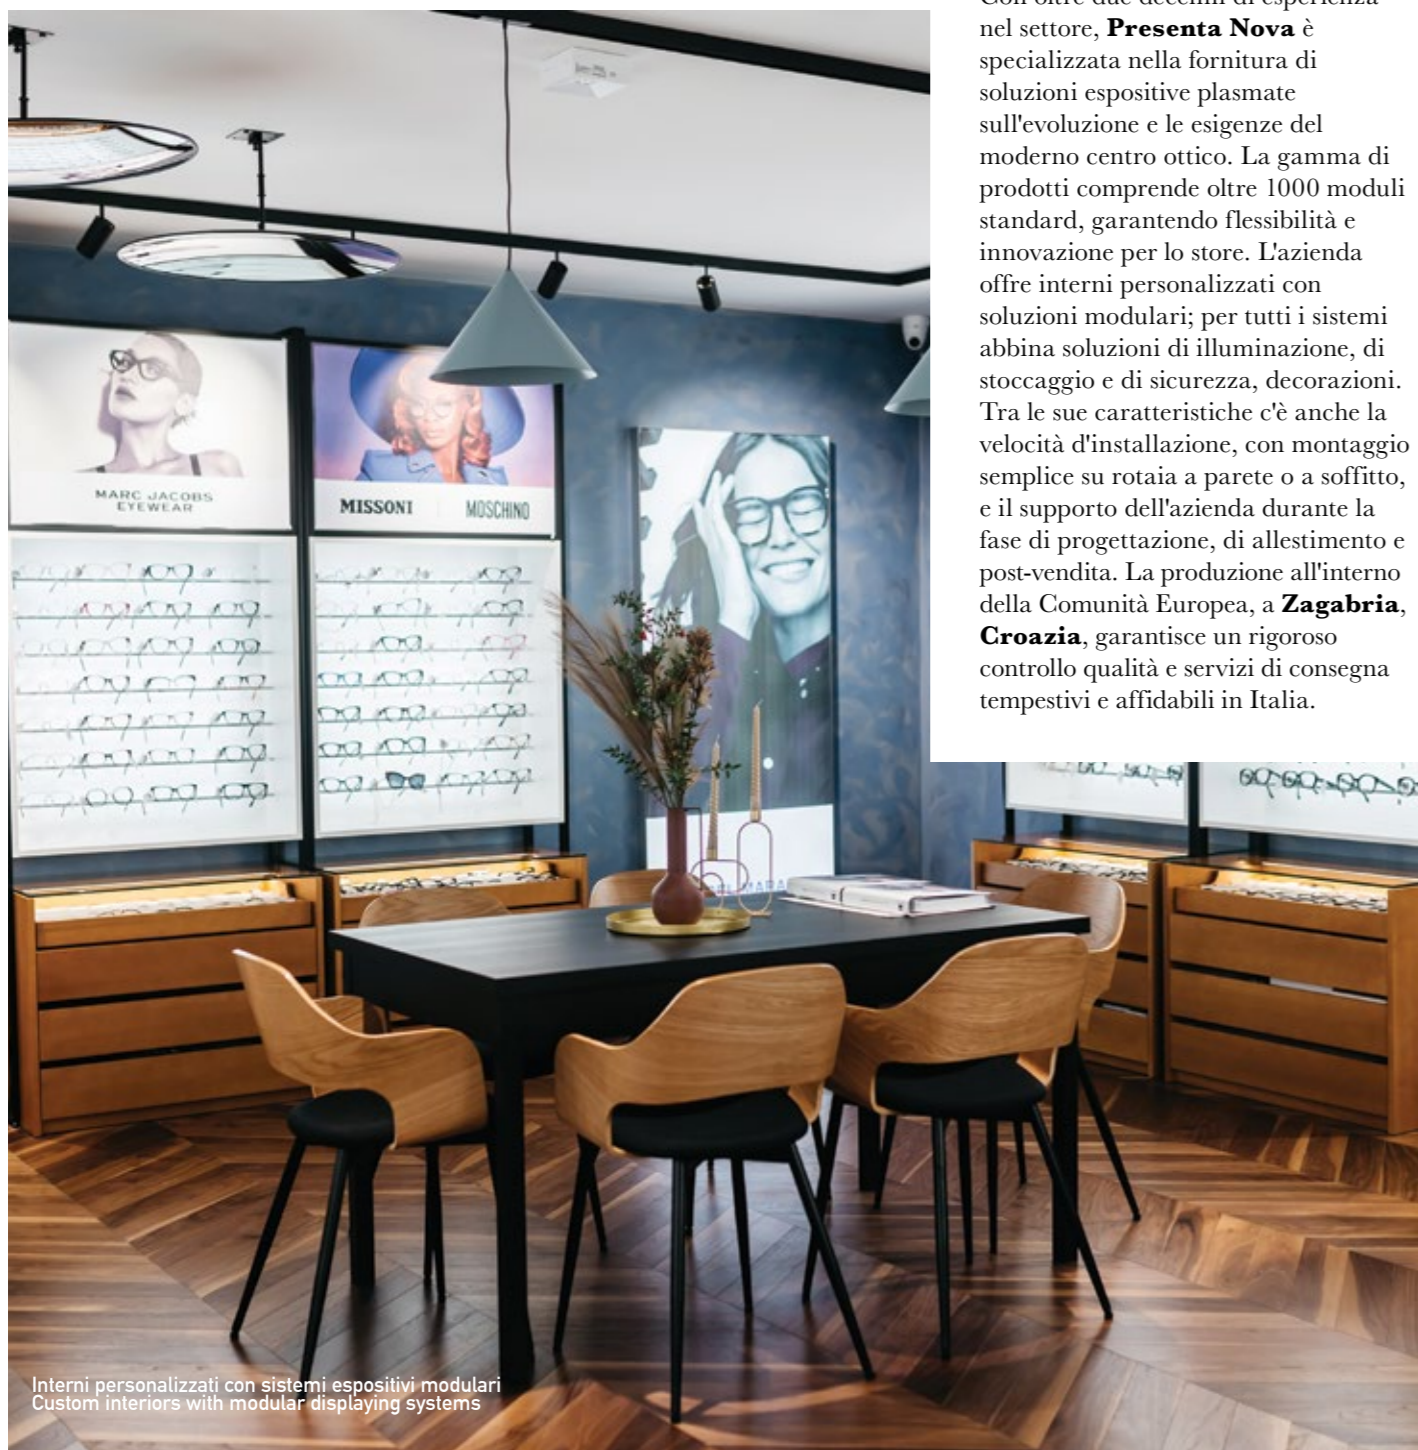 Con oltre due decenni di esperienza
nel settore, Presenta Nova è
specializzata nella fornitura di
soluzioni espositive plasmate
sull'evoluzione e le esigenze del
moderno centro ottico. La gamma di
prodotti comprende oltre 1000 moduli
standard, garantendo flessibilità e
innovazione per lo store. L'azienda
offre interni personalizzati con
soluzioni modulari; per tutti i sistemi
abbina soluzioni di illuminazione, di
stoccaggio e di sicurezza, decorazioni.
Tra le sue caratteristiche c'è anche la
velocità d'installazione, con montaggio
semplice su rotaia a parete o a soffitto,
e il supporto dell'azienda durante la
fase di progettazione, di allestimento e
post-vendita. La produzione all'interno
della Comunità Europea, a Zagabria,
Croazia, garantisce un rigoroso
controllo qualità e servizi di consegna
tempestivi e affidabili in Italia.
MARC JACOBS
EYEWEAR
MISSONI
MOSCHINO
Interni personalizzati con sistemi espositivi modulari
Custom interiors with modular displaying systems